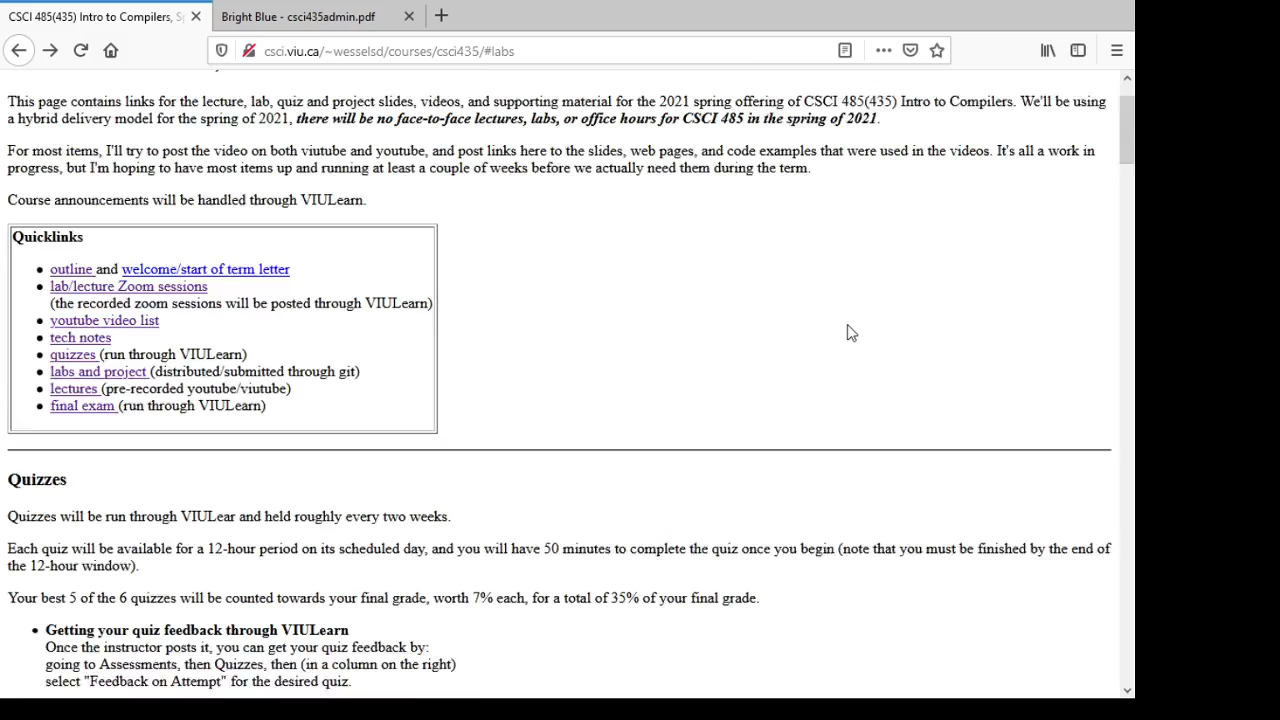 CSCI 485(435) Intro to Compilers, Sp
Bright Blue - csci435admin.pdf
csci.viu.ca/~wesselsd/courses/csci435/#labs
This page contains links for the lecture, lab, quiz and project slides, videos, and supporting material for the 2021 spring offering of CSCI 485(435) Intro to Compilers. We'll be using
a hybrid delivery model for the spring of 2021, there will be no face-to-face lectures, labs, or office hours for CSCI 485 in the spring of 2021.
For most items, I'll try to post the video on both viutube and youtube, and post links here to the slides, web pages, and code examples that were used in the videos. It's all a work in
progress, but I'm hoping to have most items up and running at least a couple of weeks before we actually need them during the term.
Course announcements will be handled through VIULearn.
Quicklinks
• outline and welcome/start of term letter
• lab/lecture Zoom sessions
(the recorded zoom sessions will be posted through VIULearn)
• youtube video list
• tech notes
• quizzes (run through VIULearn)
• labs and project (distributed/submitted through git)
• lectures (pre-recorded youtube/viutube)
• final exam (run through VIULearn)
Quizzes
Quizzes will be run through VIULear and held roughly every two weeks.
Each quiz will be available for a 12-hour period on its scheduled day, and you will have 50 minutes to complete the quiz once you begin (note that you must be finished by the end of
the 12-hour window).
Your best 5 of the 6 quizzes will be counted towards your final grade, worth 7% each, for a total of 35% of your final grade.
• Getting your quiz feedback through VIULearn
Once the instructor posts it, you can get your quiz feedback by:
going to Assessments, then Quizzes, then (in a column on the right)
select "Feedback on Attempt" for the desired quiz.